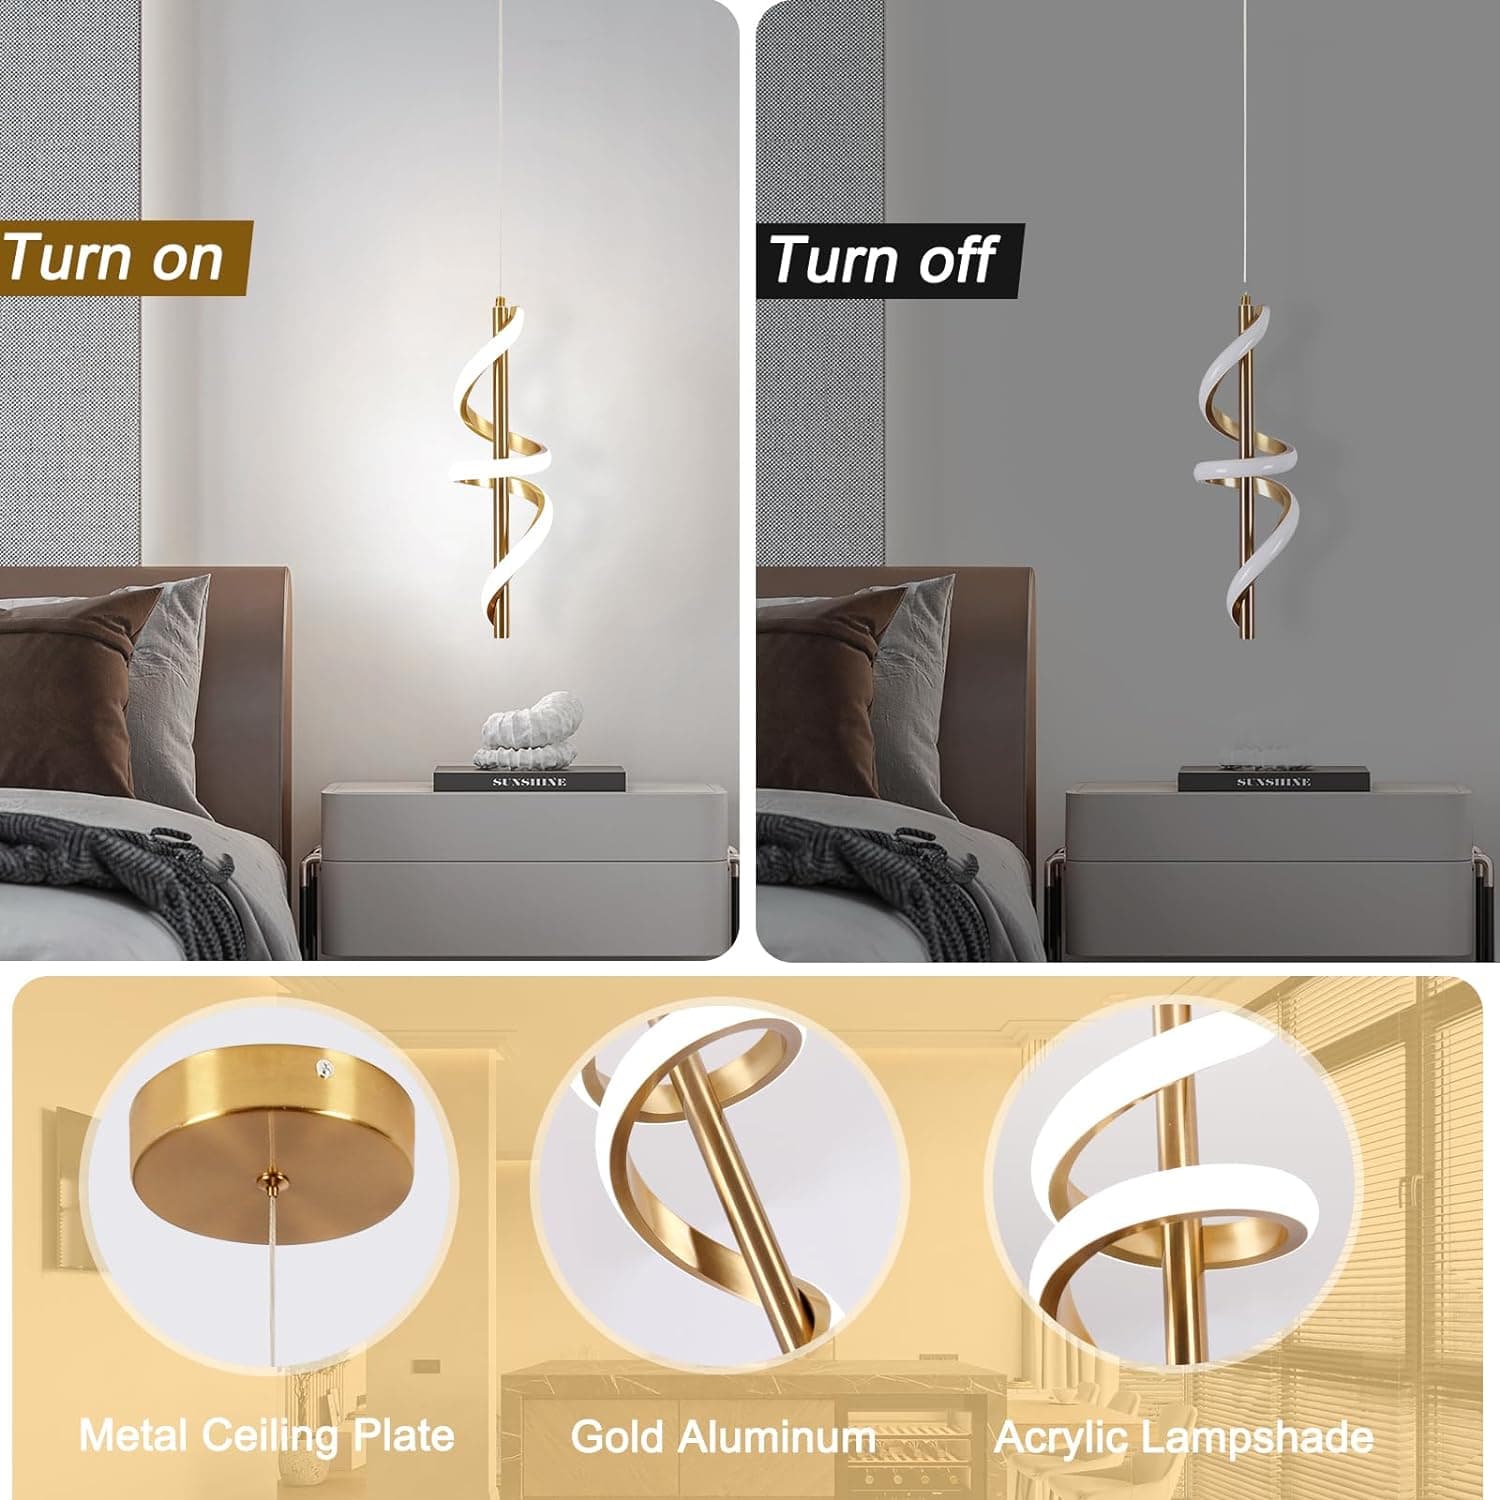 Turn on
Turn off
SUNSHINE
SUNSHINE
Metal Ceiling Plate
Gold Aluminum
Acrylic Lampshade